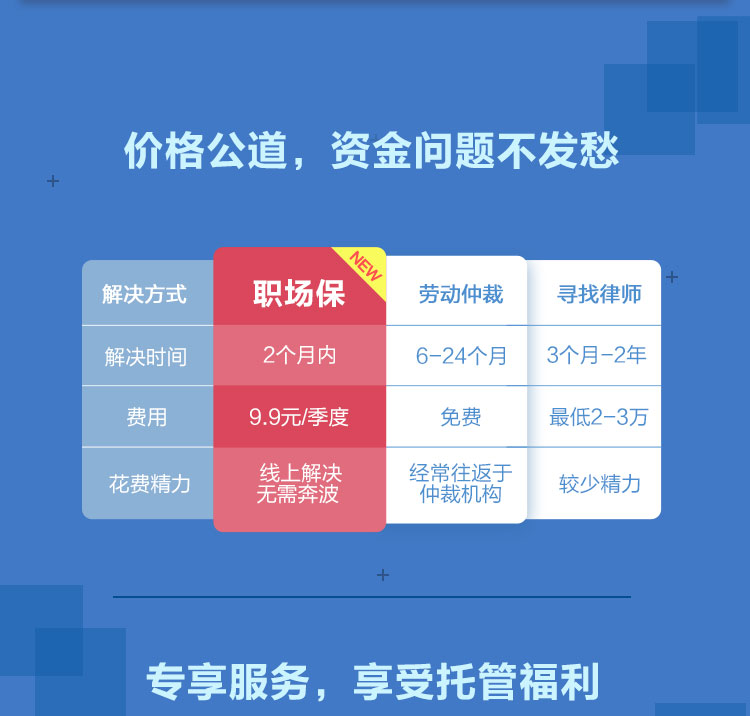 价格公道，资金问题不发愁
解决方式 职场保 NEW 劳动仲裁 寻找律师
解决时间 2个月内 6-24个月 3个月-2年
费用 9.9元/季度 免费 最低2-3万
花费精力 线上解决 无需奔波 经常往返于 仲裁机构 较少精力
专享服务，享受托管福利